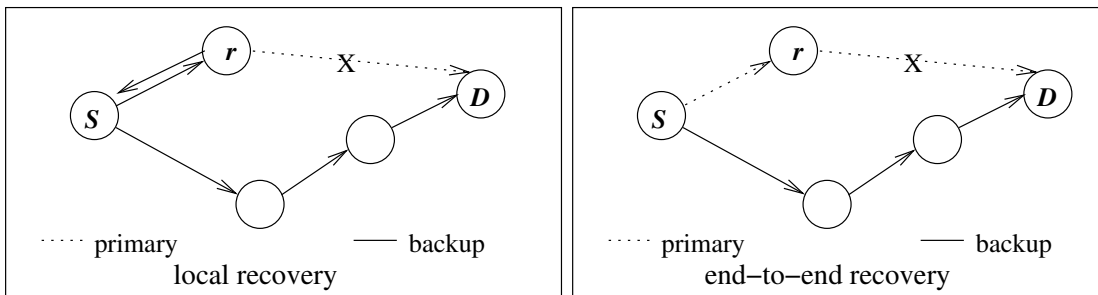 r
X
S
D
primary
backup
local recovery
r
X
S
D
primary
backup
end-to-end recovery